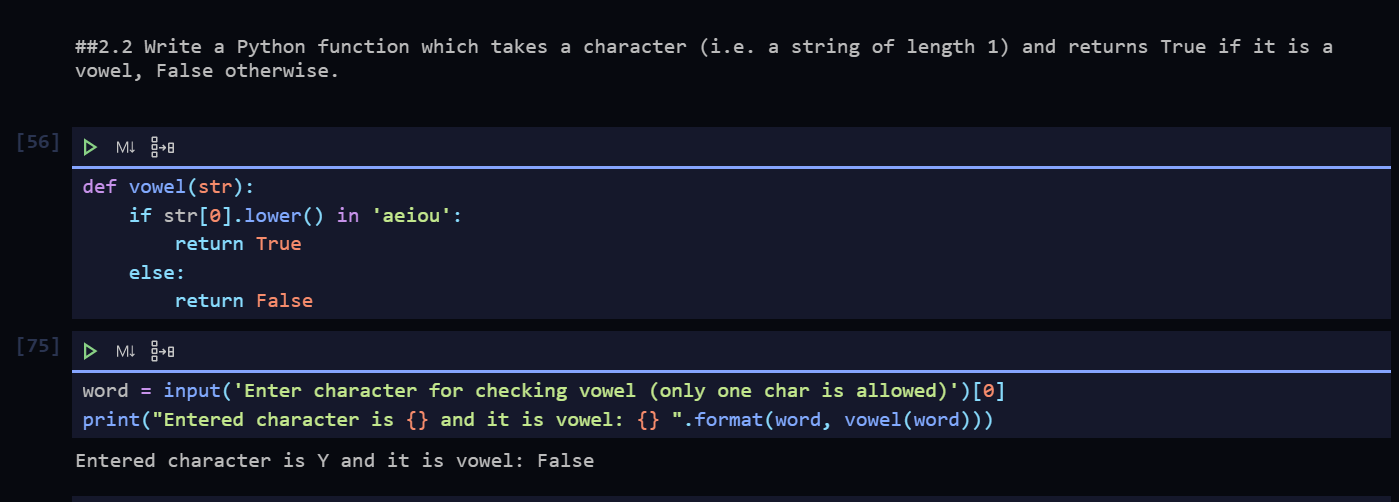 ##2.2 Write a Python function which takes a character (i.e. a string of length 1) and returns True if it is a
vowel, False otherwise.
[56]
M↓
def vowel(str):
    if str[0].lower() in 'aeiou':
        return True
    else:
        return False
[75]
M↓
word = input('Enter character for checking vowel (only one char is allowed)')[0]
print("Entered character is {} and it is vowel: {} ".format(word, vowel(word)))
Entered character is Y and it is vowel: False